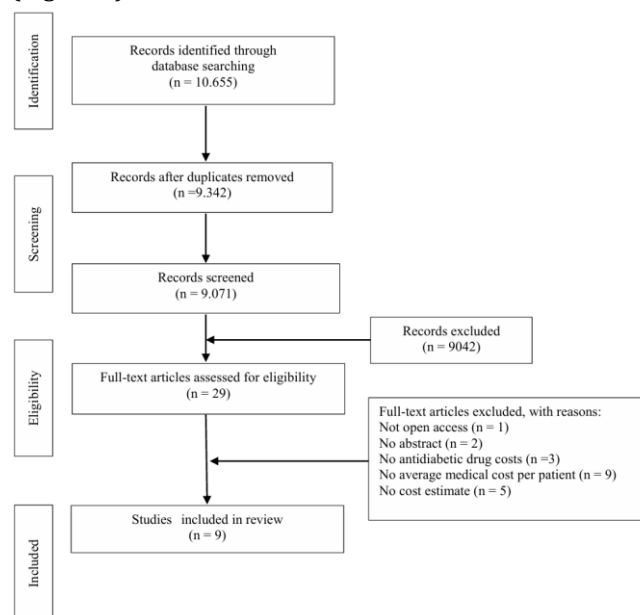 Identification
Records identified through
database searching
(n = 10.655)
Screening
Records after duplicates removed
(n =9.342)
Records screened
(n = 9.071)
Records excluded
(n = 9042)
Eligibility
Full-text articles assessed for eligibility
(n = 29)
Full-text articles excluded, with reasons:
Not open access (n = 1)
No abstract (n = 2)
No antidiabetic drug costs (n =3)
No average medical cost per patient (n = 9)
No cost estimate (n = 5)
Included
Studies included in review
(n = 9)